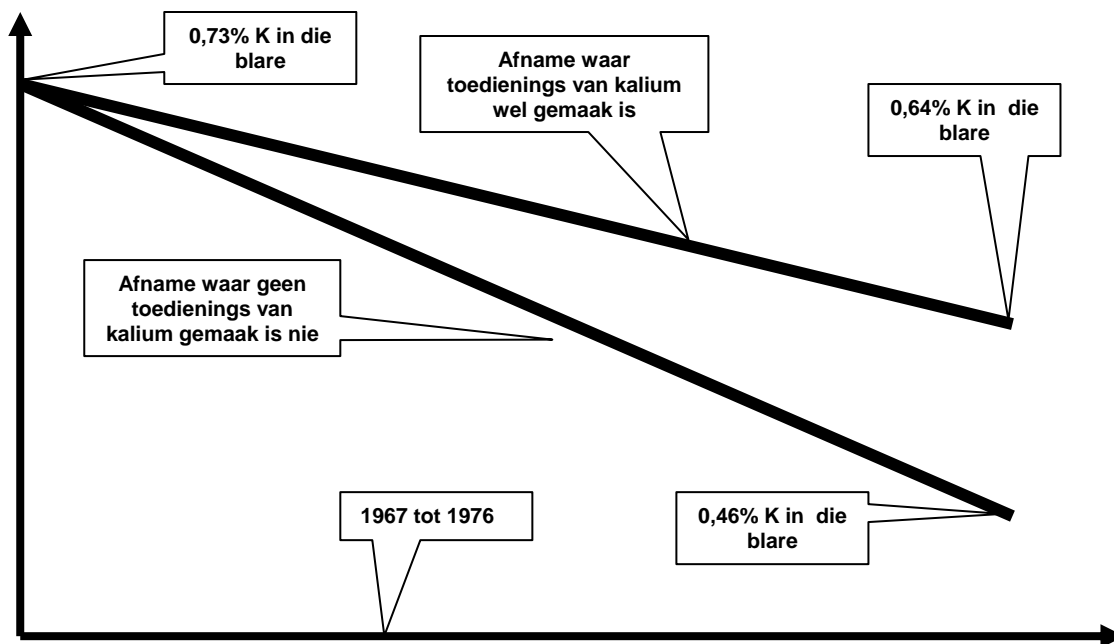 0,73% K in die
blare
Afname waar
toedienings van kalium
wel gemaak is
0,64% K in die
blare
Afname waar geen
toedienings van
kalium gemaak is nie
1967 tot 1976
0,46% K in die
blare